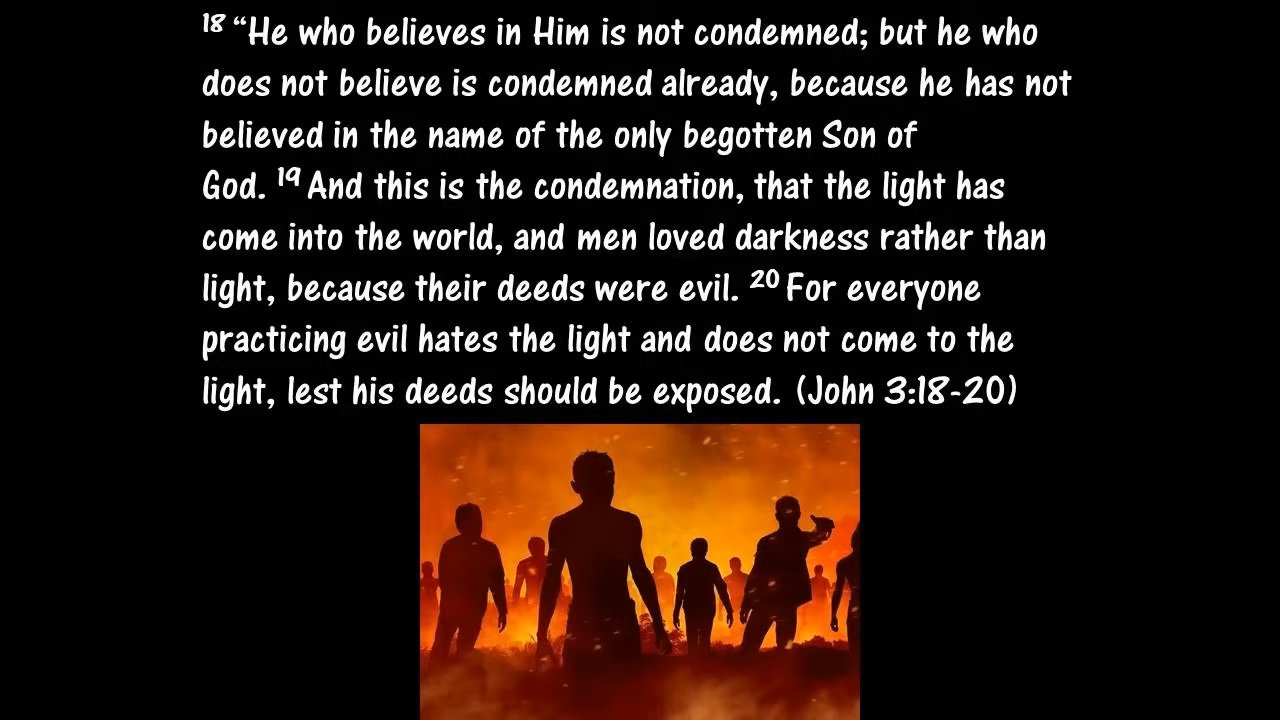 18 “He who believes in Him is not condemned; but he who
does not believe is condemned already, because he has not
believed in the name of the only begotten Son of
God. 19 And this is the condemnation, that the light has
come into the world, and men loved darkness rather than
light, because their deeds were evil. 20 For everyone
practicing evil hates the light and does not come to the
light, lest his deeds should be exposed. (John 3:18-20)